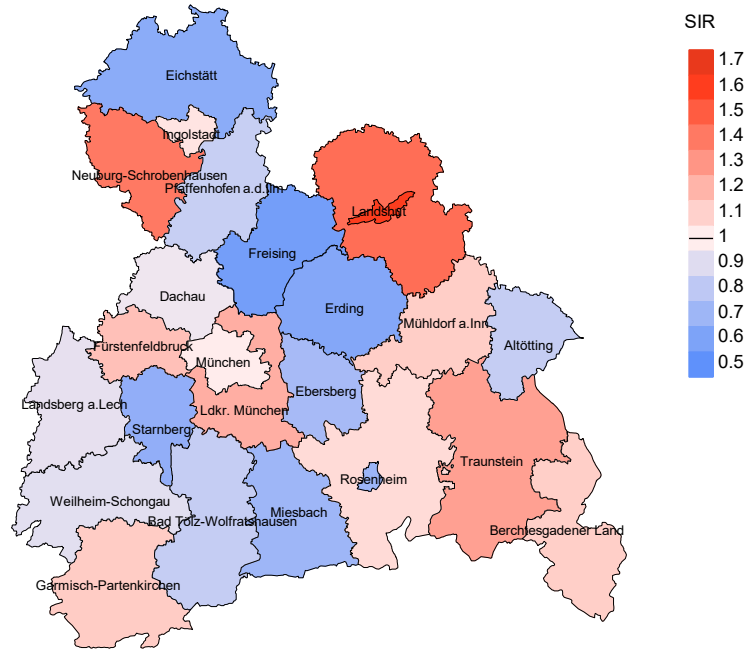 SIR
1.7
1.6
1.5
1.4
1.3
1.2
1.1
1
0.9
0.8
0.7
0.6
0.5
Eichstätt
Ingolstadt
Neuburg-Schrobenhausen
Pfaffenhofen a.d.Ilm
Landshut
Freising
Dachau
Erding
Mühldorf a.Inn
Altötting
Fürstenfeldbruck
München
Ebersberg
Landsberg a.Lech
Ldkr. München
Starnberg
Traunstein
Rosenheim
Weilheim-Schongau
Miesbach
Bad Tölz-Wolfratshausen
Berchtesgadener Land
Garmisch-Partenkirchen